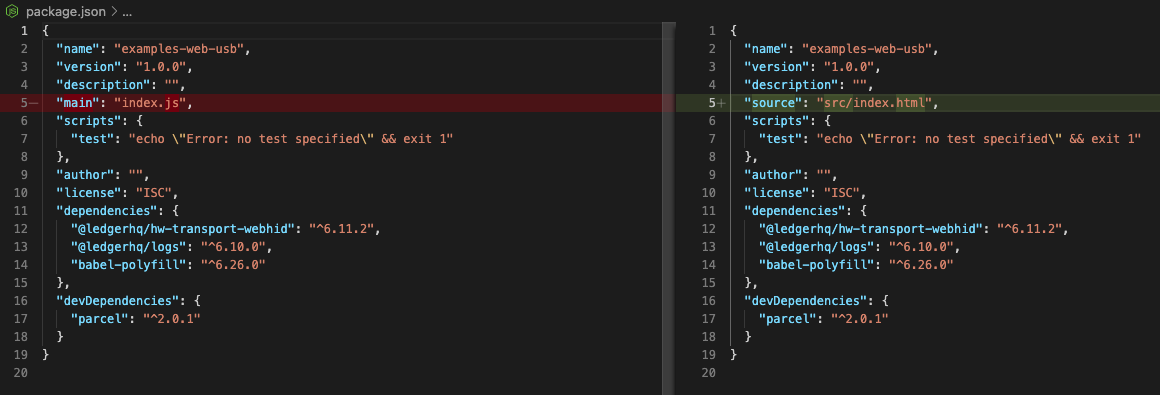 package.json > ...
1 {
2 "name": "examples-web-usb",
3 "version": "1.0.0",
4 "description": "",
5— "main": "index.js",
6 "scripts": {
7 "test": "echo \"Error: no test specified\" && exit 1"
8 },
9 "author": "",
10 "license": "ISC",
11 "dependencies": {
12 "@ledgerhq/hw-transport-webhid": "^6.11.2",
13 "@ledgerhq/logs": "^6.10.0",
14 "babel-polyfill": "^6.26.0"
15 },
16 "devDependencies": {
17 "parcel": "^2.0.1"
18 }
19 }
20
1 {
2 "name": "examples-web-usb",
3 "version": "1.0.0",
4 "description": "",
5+ "source": "src/index.html",
6 "scripts": {
7 "test": "echo \"Error: no test specified\" && exit 1"
8 },
9 "author": "",
10 "license": "ISC",
11 "dependencies": {
12 "@ledgerhq/hw-transport-webhid": "^6.11.2",
13 "@ledgerhq/logs": "^6.10.0",
14 "babel-polyfill": "^6.26.0"
15 },
16 "devDependencies": {
17 "parcel": "^2.0.1"
18 }
19 }
20